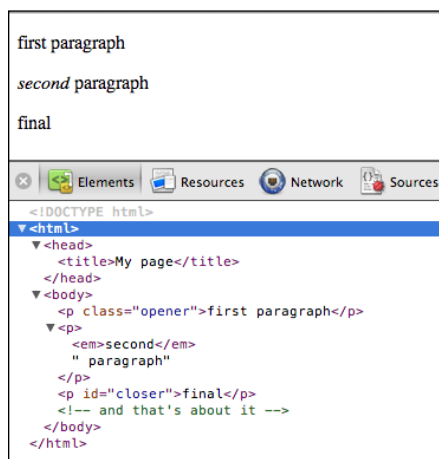 first paragraph
second paragraph
final
Elements Resources Network Sources
<!DOCTYPE html>
<html>
<head>
<title>My page</title>
</head>
<body>
<p class="opener">first paragraph</p>
<p>
<em>second</em>
" paragraph"
</p>
<p id="closer">final</p>
<!-- and that's about it -->
</body>
</html>